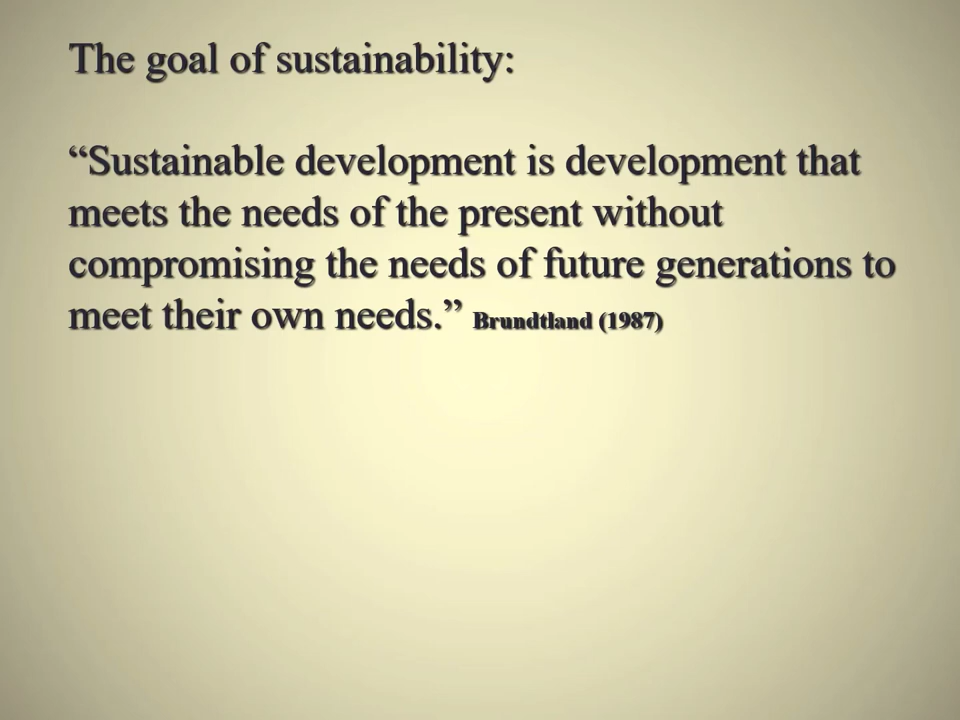 The goal of sustainability:
“Sustainable development is development that
meets the needs of the present without
compromising the needs of future generations to
meet their own needs.” Brundtland (1987)